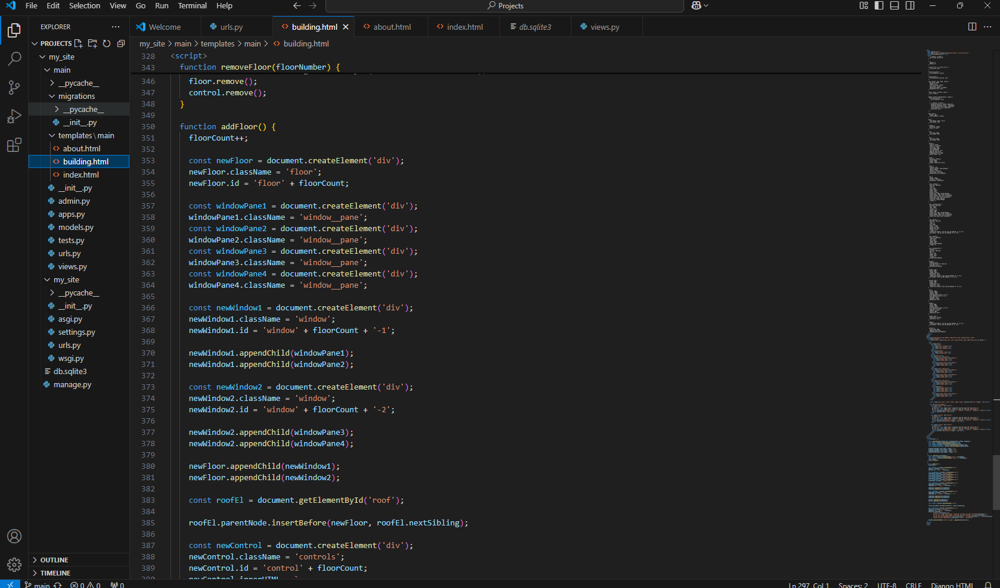 File Edit Selection View Go Run Terminal Help
Projects
EXPLORER
Welcome
urls.py
building.html
about.html
index.html
db.sqlite3
views.py
PROJECTS
my_site > main > templates > main > building.html
my_site
main
__pycache__
migrations
__pycache__
__init__.py
templates\main
about.html
building.html
index.html
__init__.py
admin.py
apps.py
models.py
tests.py
urls.py
views.py
my_site
__pycache__
__init__.py
asgi.py
settings.py
urls.py
wsgi.py
db.sqlite3
manage.py
OUTLINE
TIMELINE
328 <script>
343 function removeFloor(floorNumber) {
346 floor.remove();
347 control.remove();
348 }
349
350 function addFloor() {
351 floorCount++;
352
353 const newFloor = document.createElement('div');
354 newFloor.className = 'floor';
355 newFloor.id = 'floor' + floorCount;
356
357 const windowPane1 = document.createElement('div');
358 windowPane1.className = 'window__pane';
359 const windowPane2 = document.createElement('div');
360 windowPane2.className = 'window__pane';
361 const windowPane3 = document.createElement('div');
362 windowPane3.className = 'window__pane';
363 const windowPane4 = document.createElement('div');
364 windowPane4.className = 'window__pane';
365
366 const newWindow1 = document.createElement('div');
367 newWindow1.className = 'window';
368 newWindow1.id = 'window' + floorCount + '-1';
369
370 newWindow1.appendChild(windowPane1);
371 newWindow1.appendChild(windowPane2);
372
373 const newWindow2 = document.createElement('div');
374 newWindow2.className = 'window';
375 newWindow2.id = 'window' + floorCount + '-2';
376
377 newWindow2.appendChild(windowPane3);
378 newWindow2.appendChild(windowPane4);
379
380 newFloor.appendChild(newWindow1);
381 newFloor.appendChild(newWindow2);
382
383 const roofEl = document.getElementById('roof');
384
385 roofEl.parentNode.insertBefore(newFloor, roofEl.nextSibling);
386
387 const newControl = document.createElement('div');
388 newControl.className = 'controls';
389 newControl.id = 'control' + floorCount;
390 newControl.innerHTML = `
main 0 0 0
Ln 297, Col 1 Spaces: 2 UTF-8 CRLF Django HTML